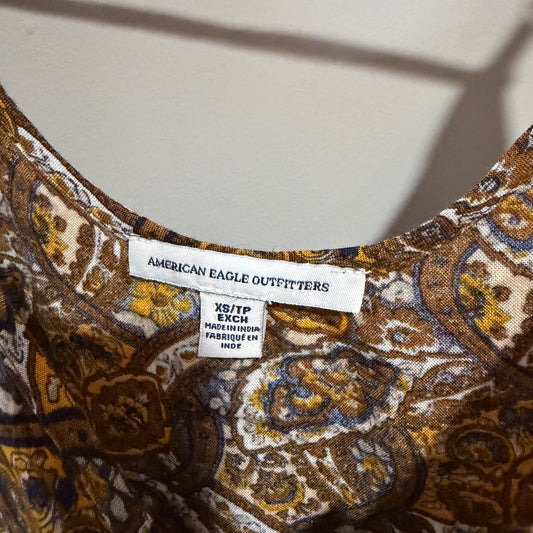 AMERICAN EAGLE OUTFITTERS
XS/TP
EXCH
MADE IN INDIA
FABRIQUÉ EN
INDE